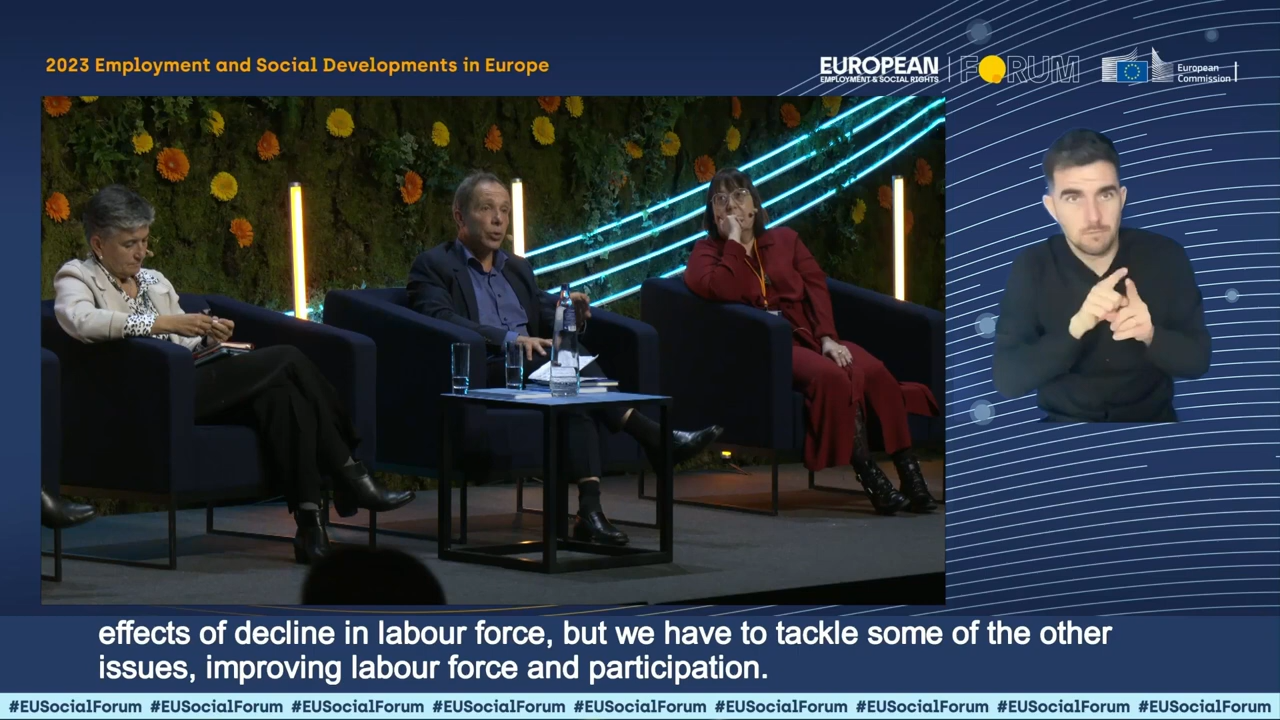 2023 Employment and Social Developments in Europe
EUROPEAN
EMPLOYMENT & SOCIAL RIGHTS
FORUM
European
Commission
effects of decline in labour force, but we have to tackle some of the other
issues, improving labour force and participation.
#EUSocialForum #EUSocialForum #EUSocialForum #EUSocialForum #EUSocialForum #EUSocialForum #EUSocialForum #EUSocialForum #EUSocialForum